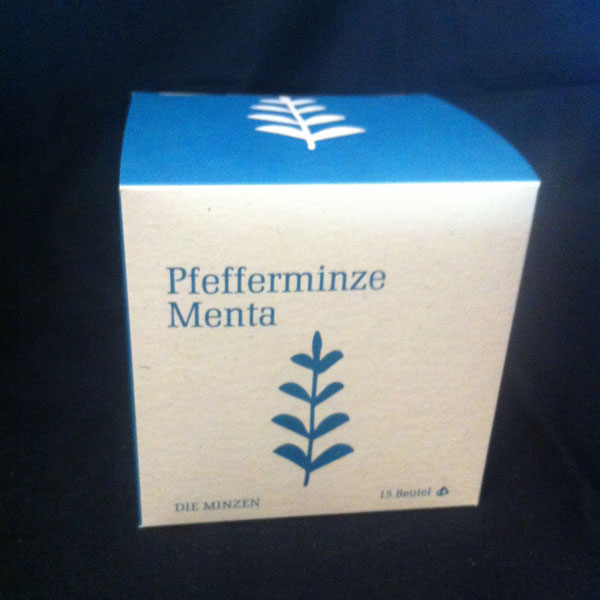 Pfefferminze
Menta
DIE MINZEN
15 Beutel